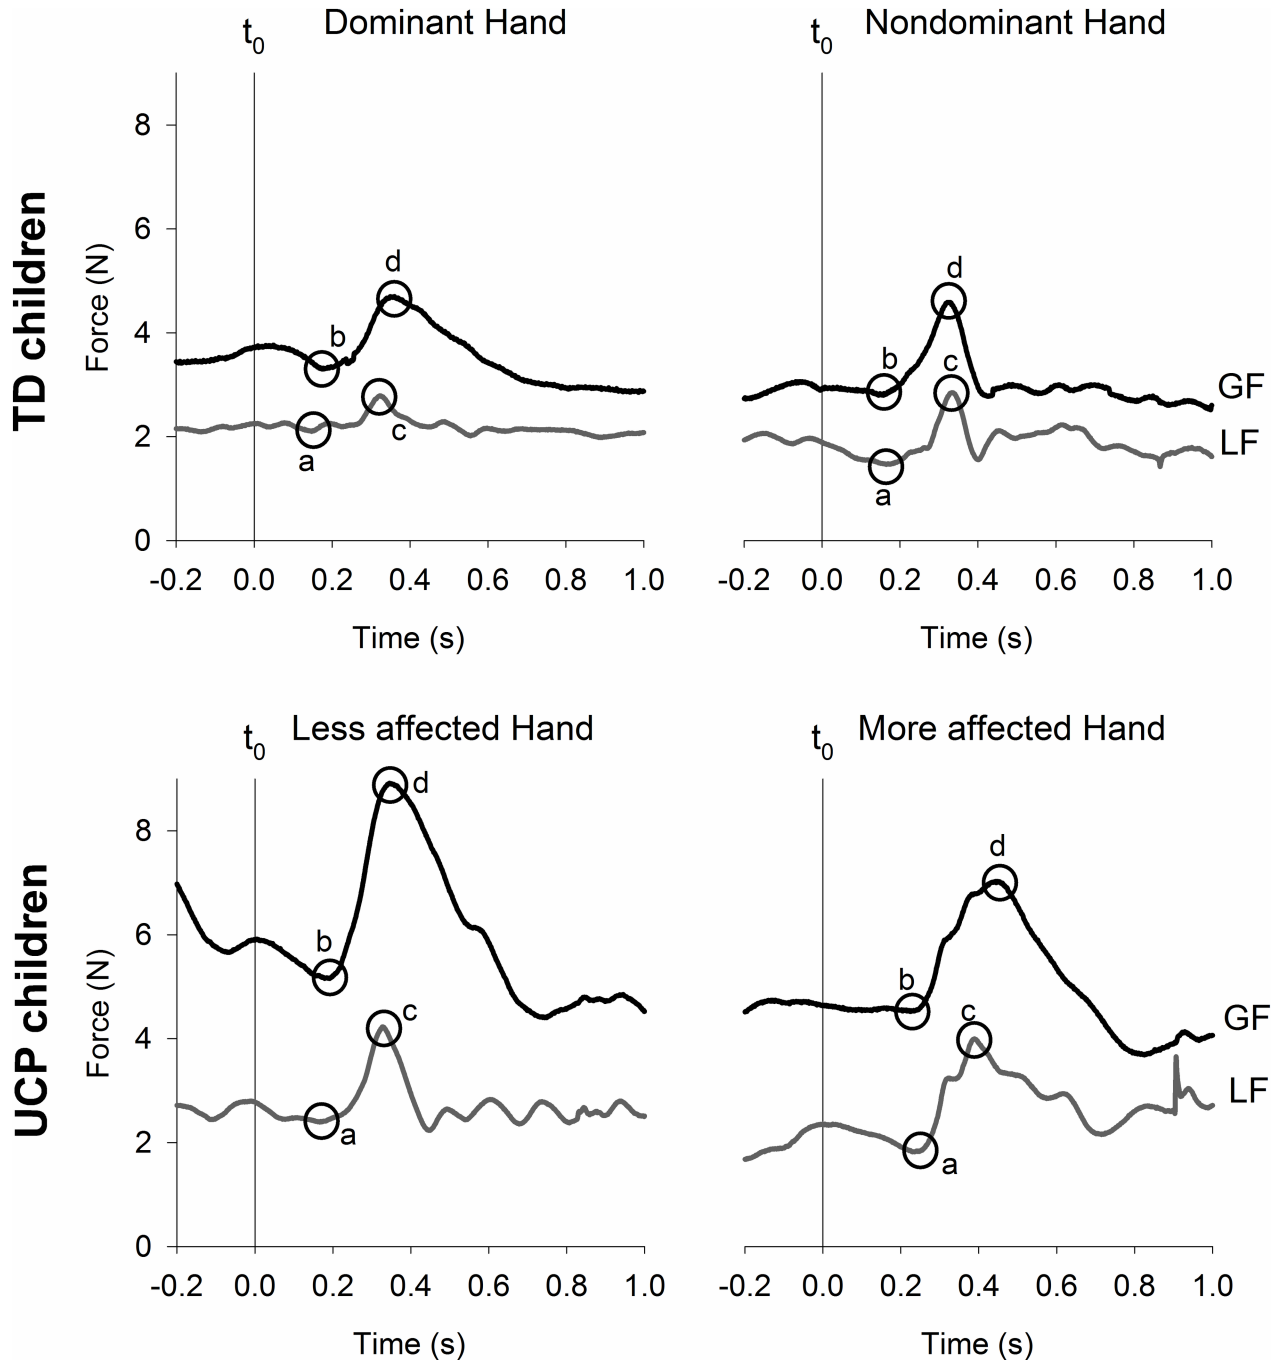 Dominant Hand
Nondominant Hand
t0
t0
TD children
Force (N)
8
6
4
2
0
d
b
c
a
d
b
c
a
GF
LF
-0.2 0.0 0.2 0.4 0.6 0.8 1.0
-0.2 0.0 0.2 0.4 0.6 0.8 1.0
Time (s)
Time (s)
Less affected Hand
More affected Hand
t0
t0
UCP children
Force (N)
8
6
4
2
0
d
b
c
a
d
b
c
a
GF
LF
-0.2 0.0 0.2 0.4 0.6 0.8 1.0
-0.2 0.0 0.2 0.4 0.6 0.8 1.0
Time (s)
Time (s)